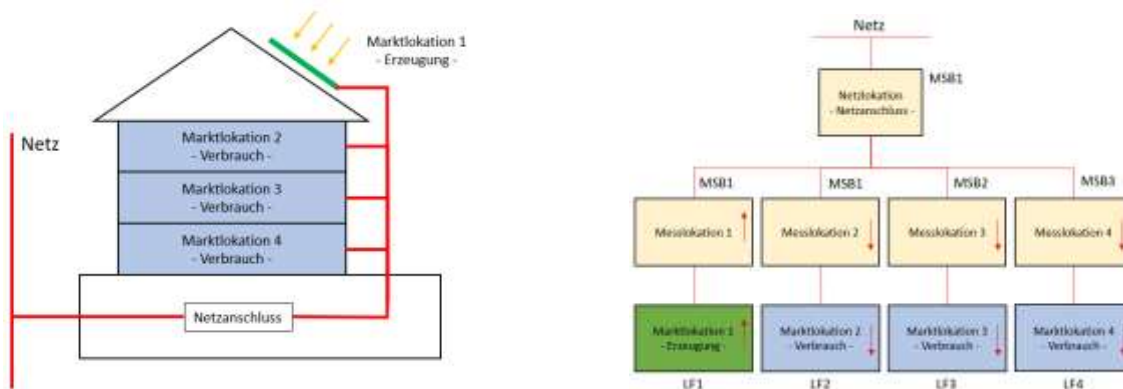 Marktlokation 1
- Erzeugung -
Netz
Marktlokation 2
- Verbrauch -
Marktlokation 3
- Verbrauch -
Marktlokation 4
- Verbrauch -
Netzanschluss
Netz
MSB1
Netzlokation
- Netzanschluss -
MSB1
MSB1
MSB2
MSB3
Messlokation 1
Messlokation 2
Messlokation 3
Messlokation 4
Marktlokation 1
- Erzeugung -
Marktlokation 2
- Verbrauch -
Marktlokation 3
- Verbrauch -
Marktlokation 4
- Verbrauch -
LF1
LF2
LF3
LF4